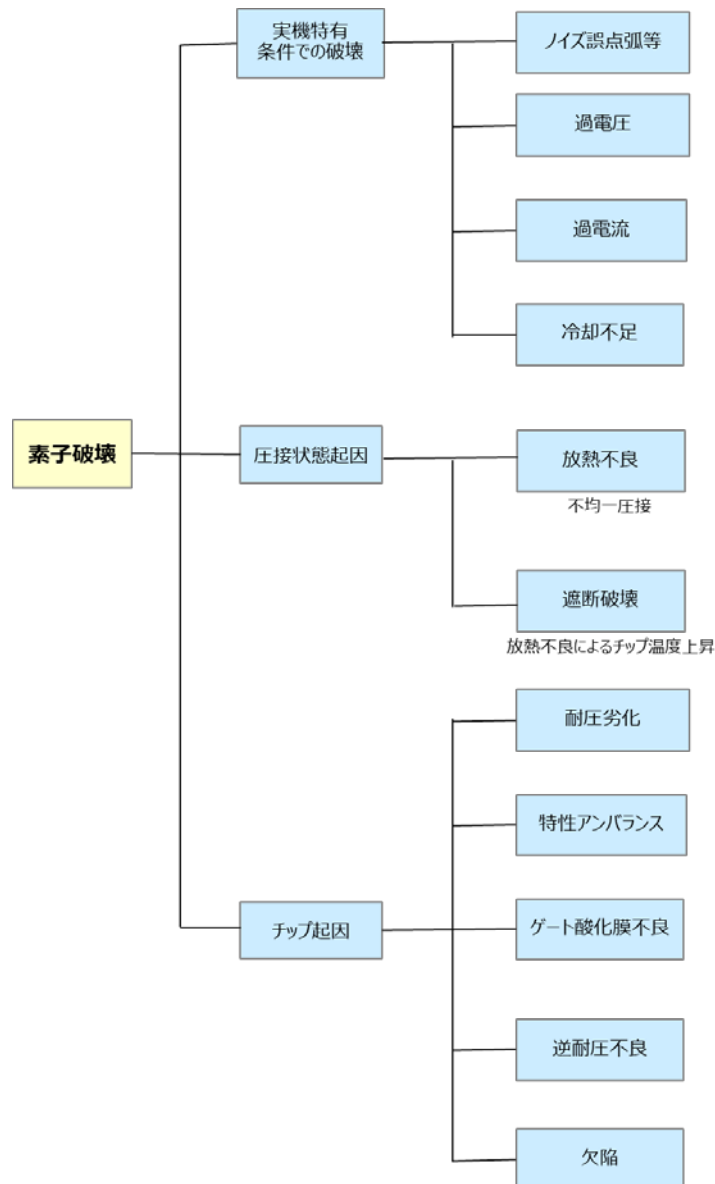 素子破壊
実機特有
条件での破壊
ノイズ誤点弧等
過電圧
過電流
冷却不足
圧接状態起因
放熱不良
不均一圧接
遮断破壊
放熱不良によるチップ温度上昇
チップ起因
耐圧劣化
特性アンバランス
ゲート酸化膜不良
逆耐圧不良
欠陥